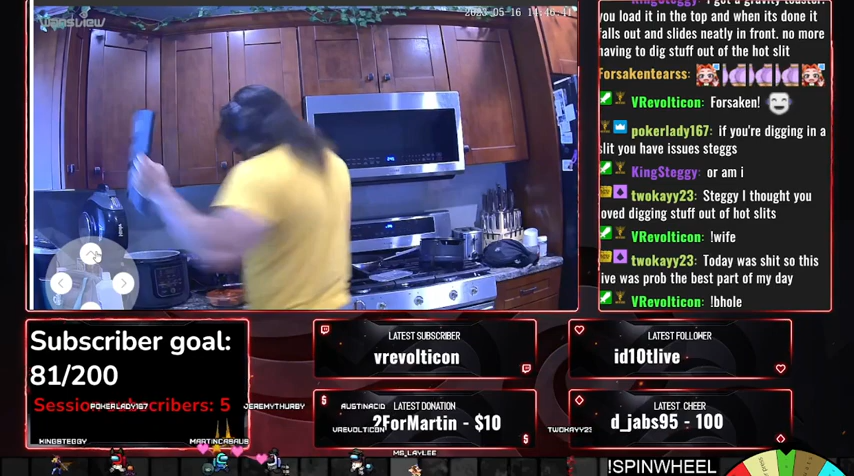 wansview
2023-05-16 14:48:41
you load it in the top and when its done it
falls out and slides neatly in front. no more
having to dig stuff out of the hot slit
Forsakentearss:
VRevolticon: Forsaken!
pokerlady167: if you're digging in a
slit you have issues steggs
KingSteggy: or am i
twokayy23: Steggy I thought you
loved digging stuff out of hot slits
VRevolticon: !wife
twokayy23: Today was shit so this
live was prob the best part of my day
VRevolticon: !bhole
Subscriber goal:
81/200
Session subscribers: 5
POKERLADY167
JEREMYTHURBY
KINGSTEGGY
MARTINCASAUS
LATEST SUBSCRIBER
vrevolticon
LATEST FOLLOWER
id10tlive
AUSTINACID
LATEST DONATION
2ForMartin - $10
VREVOLTICON
MS_LAYLEE
LATEST CHEER
d_jabs95 - 100
TWOKAYY23
!SPINWHEEL